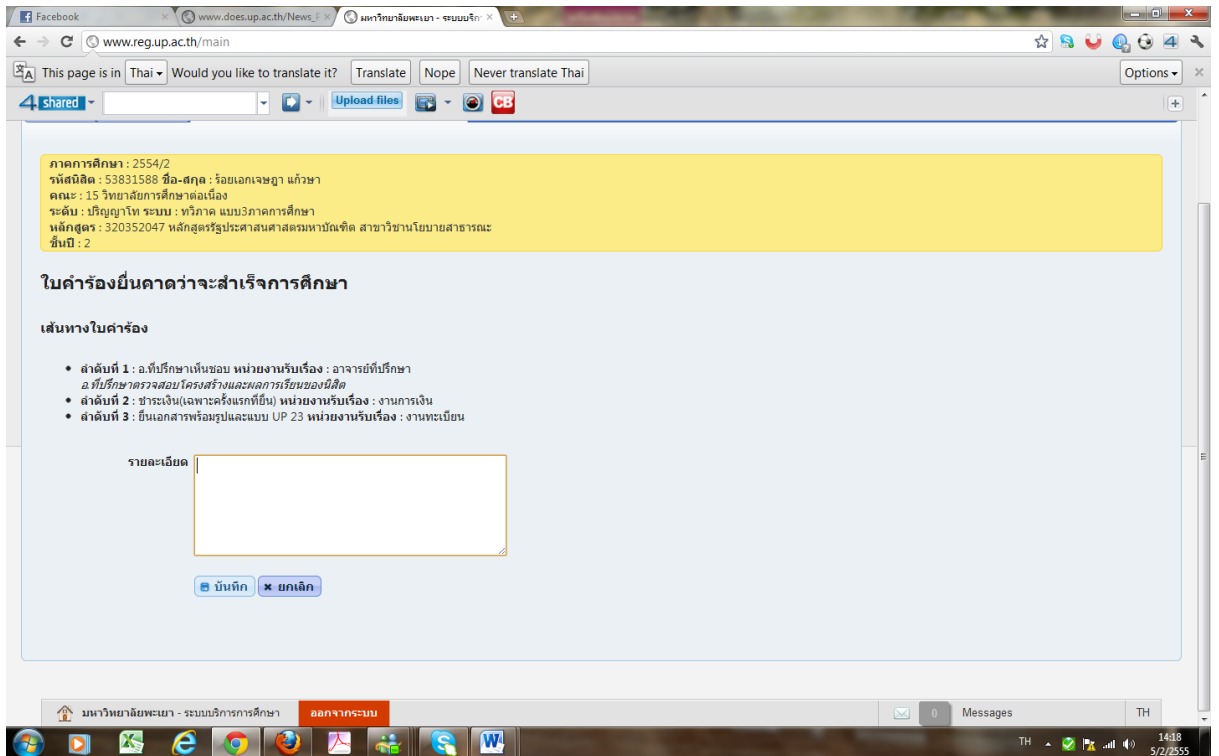 Facebook
www.does.up.ac.th/News_F
มหาวิทยาลัยพะเยา - ระบบบริก
www.reg.up.ac.th/main
This page is in Thai Would you like to translate it? Translate Nope Never translate Thai Options
4 shared Upload files CB
ภาคการศึกษา : 2554/2
รหัสนิสิต : 53831588 ชื่อ-สกุล : ร้อยเอกเจษฎา แก้วษา
คณะ : 15 วิทยาลัยการศึกษาต่อเนื่อง
ระดับ : ปริญญาโท ระบบ : ทวิภาค แบบ3ภาคการศึกษา
หลักสูตร : 320352047 หลักสูตรรัฐประศาสนศาสตรมหาบัณฑิต สาขาวิชานโยบายสาธารณะ
ชั้นปี : 2
ใบคำร้องยื่นคาดว่าจะสำเร็จการศึกษา
เส้นทางใบคำร้อง
ลำดับที่ 1 : อ.ที่ปรึกษาเห็นชอบ หน่วยงานรับเรื่อง : อาจารย์ที่ปรึกษา
อ.ที่ปรึกษาตรวจสอบโครงสร้างและผลการเรียนของนิสิต
ลำดับที่ 2 : ชำระเงิน(เฉพาะครั้งแรกที่ยื่น) หน่วยงานรับเรื่อง : งานการเงิน
ลำดับที่ 3 : ยื่นเอกสารพร้อมรูปและแบบ UP 23 หน่วยงานรับเรื่อง : งานทะเบียน
รายละเอียด
บันทึก ยกเลิก
มหาวิทยาลัยพะเยา - ระบบบริการการศึกษา ออกจากระบบ 0 Messages TH
TH 14:18
5/2/2555